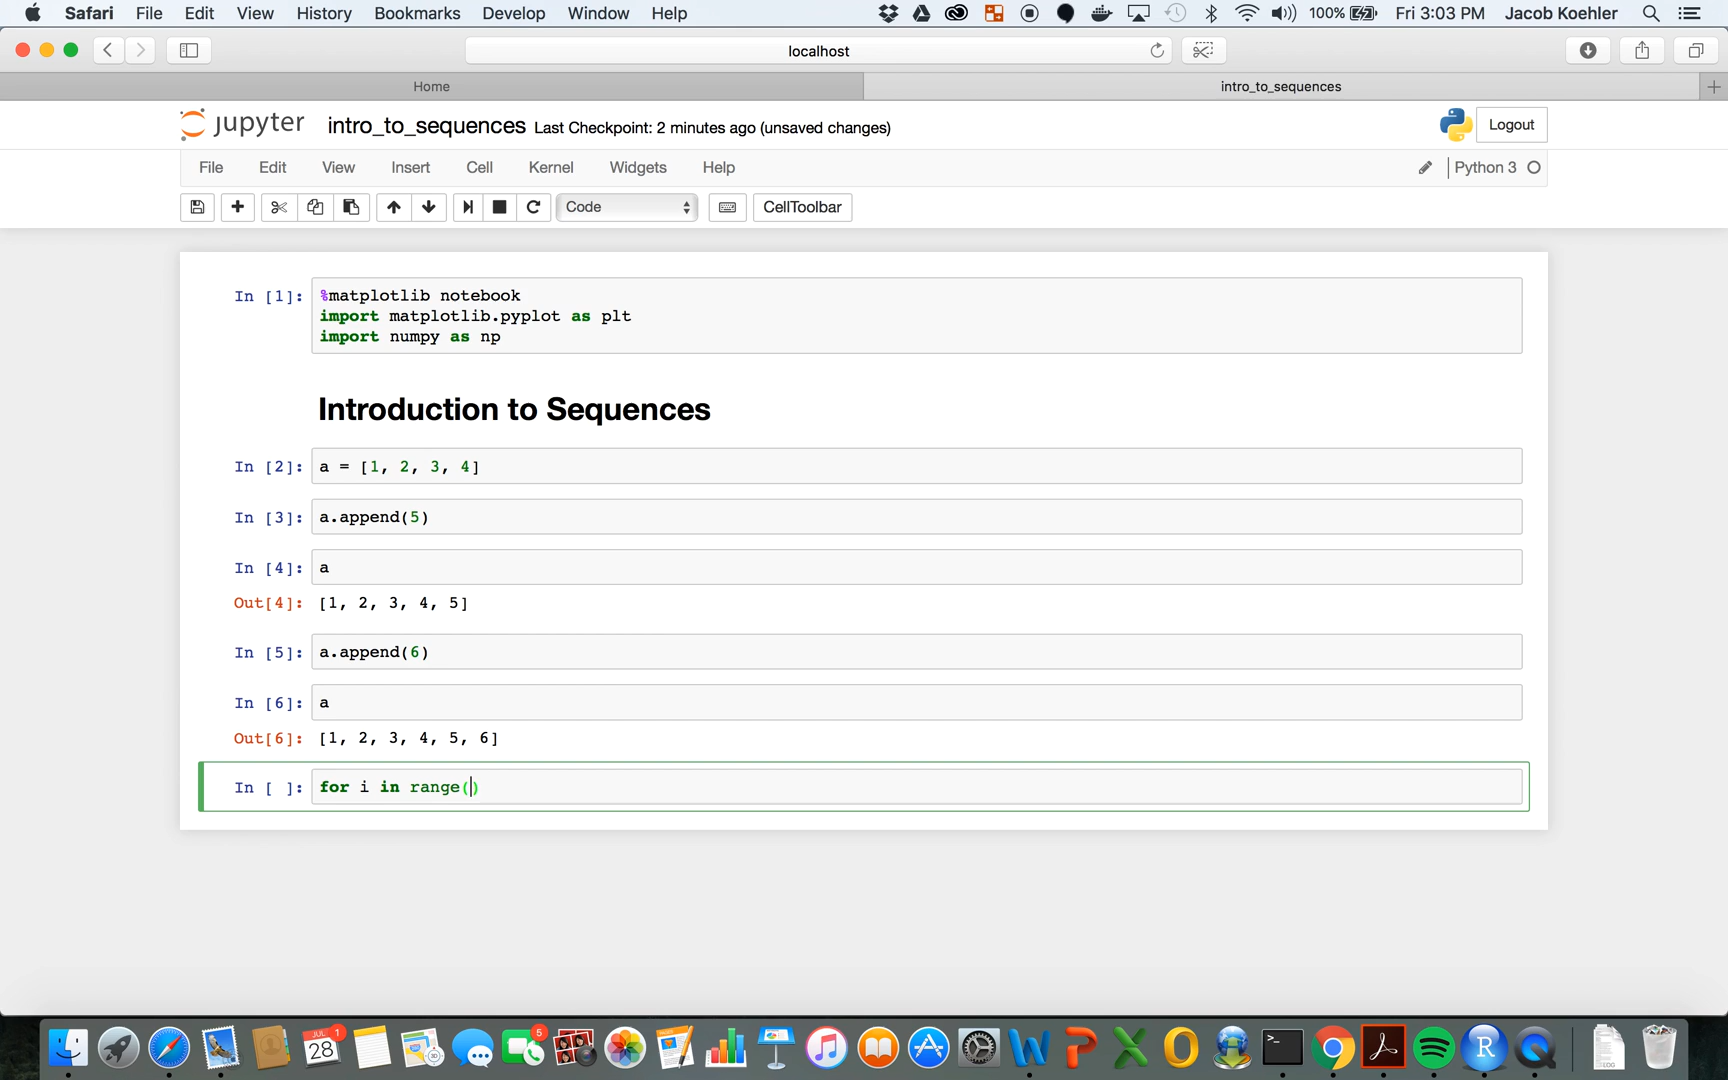 Safari File Edit View History Bookmarks Develop Window Help 100% Fri 3:03 PM Jacob Koehler
localhost
Home intro_to_sequences
jupyter intro_to_sequences Last Checkpoint: 2 minutes ago (unsaved changes) Logout
File Edit View Insert Cell Kernel Widgets Help Python 3
Code CellToolbar
In [1]: %matplotlib notebook
import matplotlib.pyplot as plt
import numpy as np
Introduction to Sequences
In [2]: a = [1, 2, 3, 4]
In [3]: a.append(5)
In [4]: a
Out[4]: [1, 2, 3, 4, 5]
In [5]: a.append(6)
In [6]: a
Out[6]: [1, 2, 3, 4, 5, 6]
In [ ]: for i in range()
JUL 28 1 5